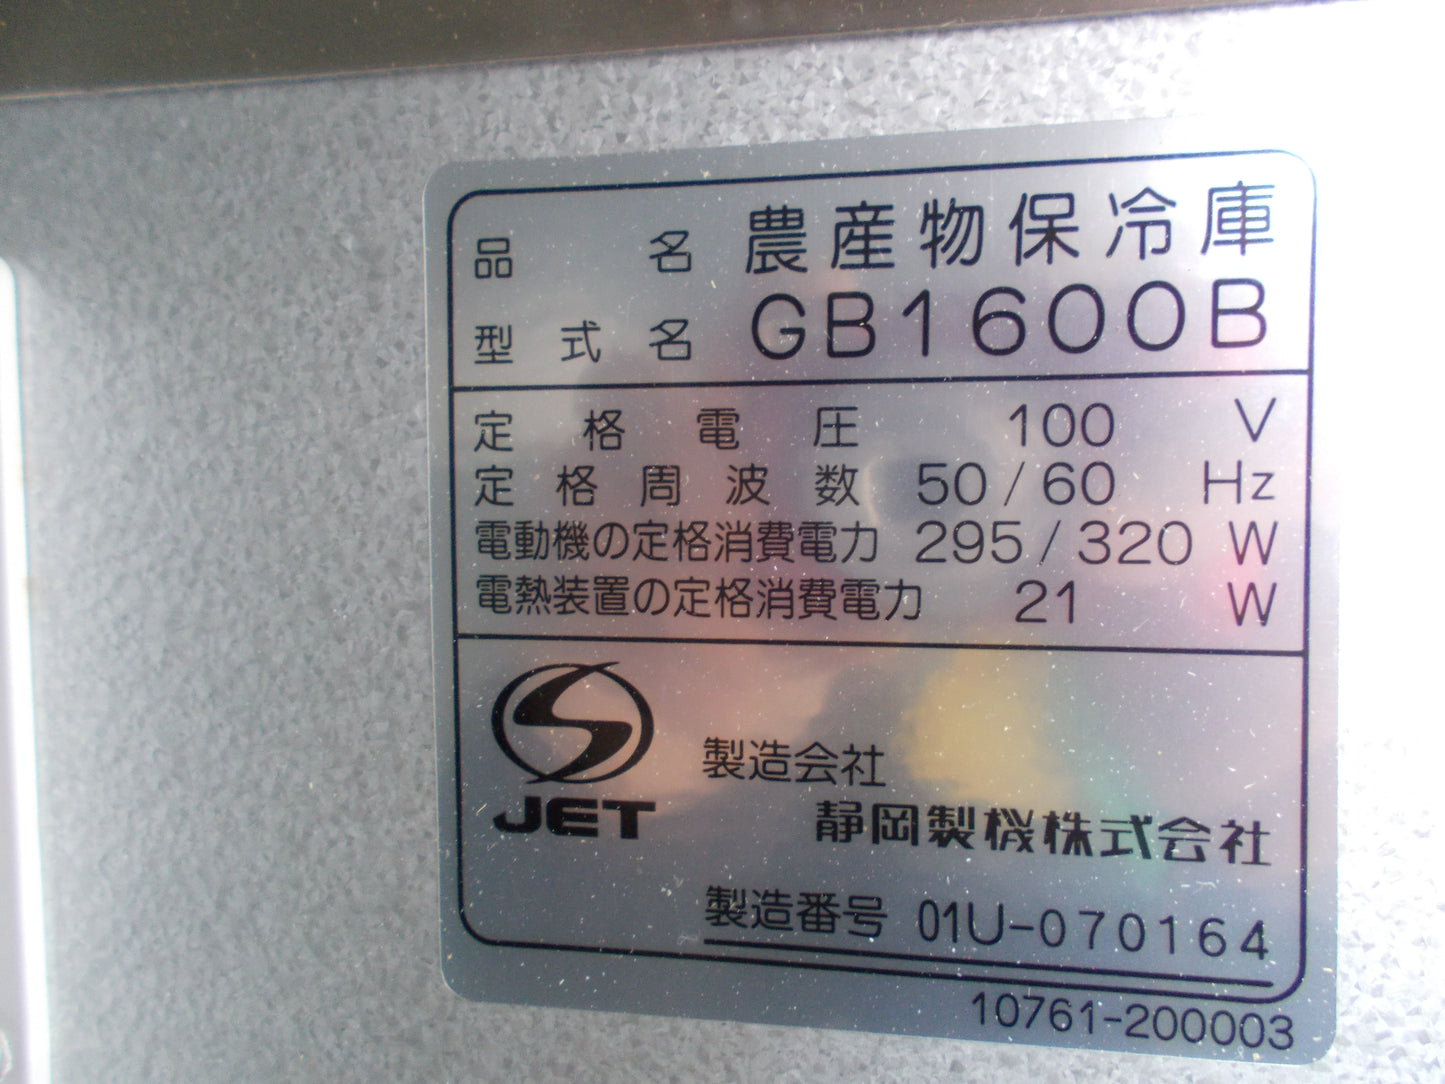 品名 農産物保冷庫
型式名 GB1600B
定格電圧 100 V
定格周波数 50/60 Hz
電動機の定格消費電力 295/320 W
電熱装置の定格消費電力 21 W
JET
製造会社
静岡製機株式会社
製造番号 01U-070164
10761-200003